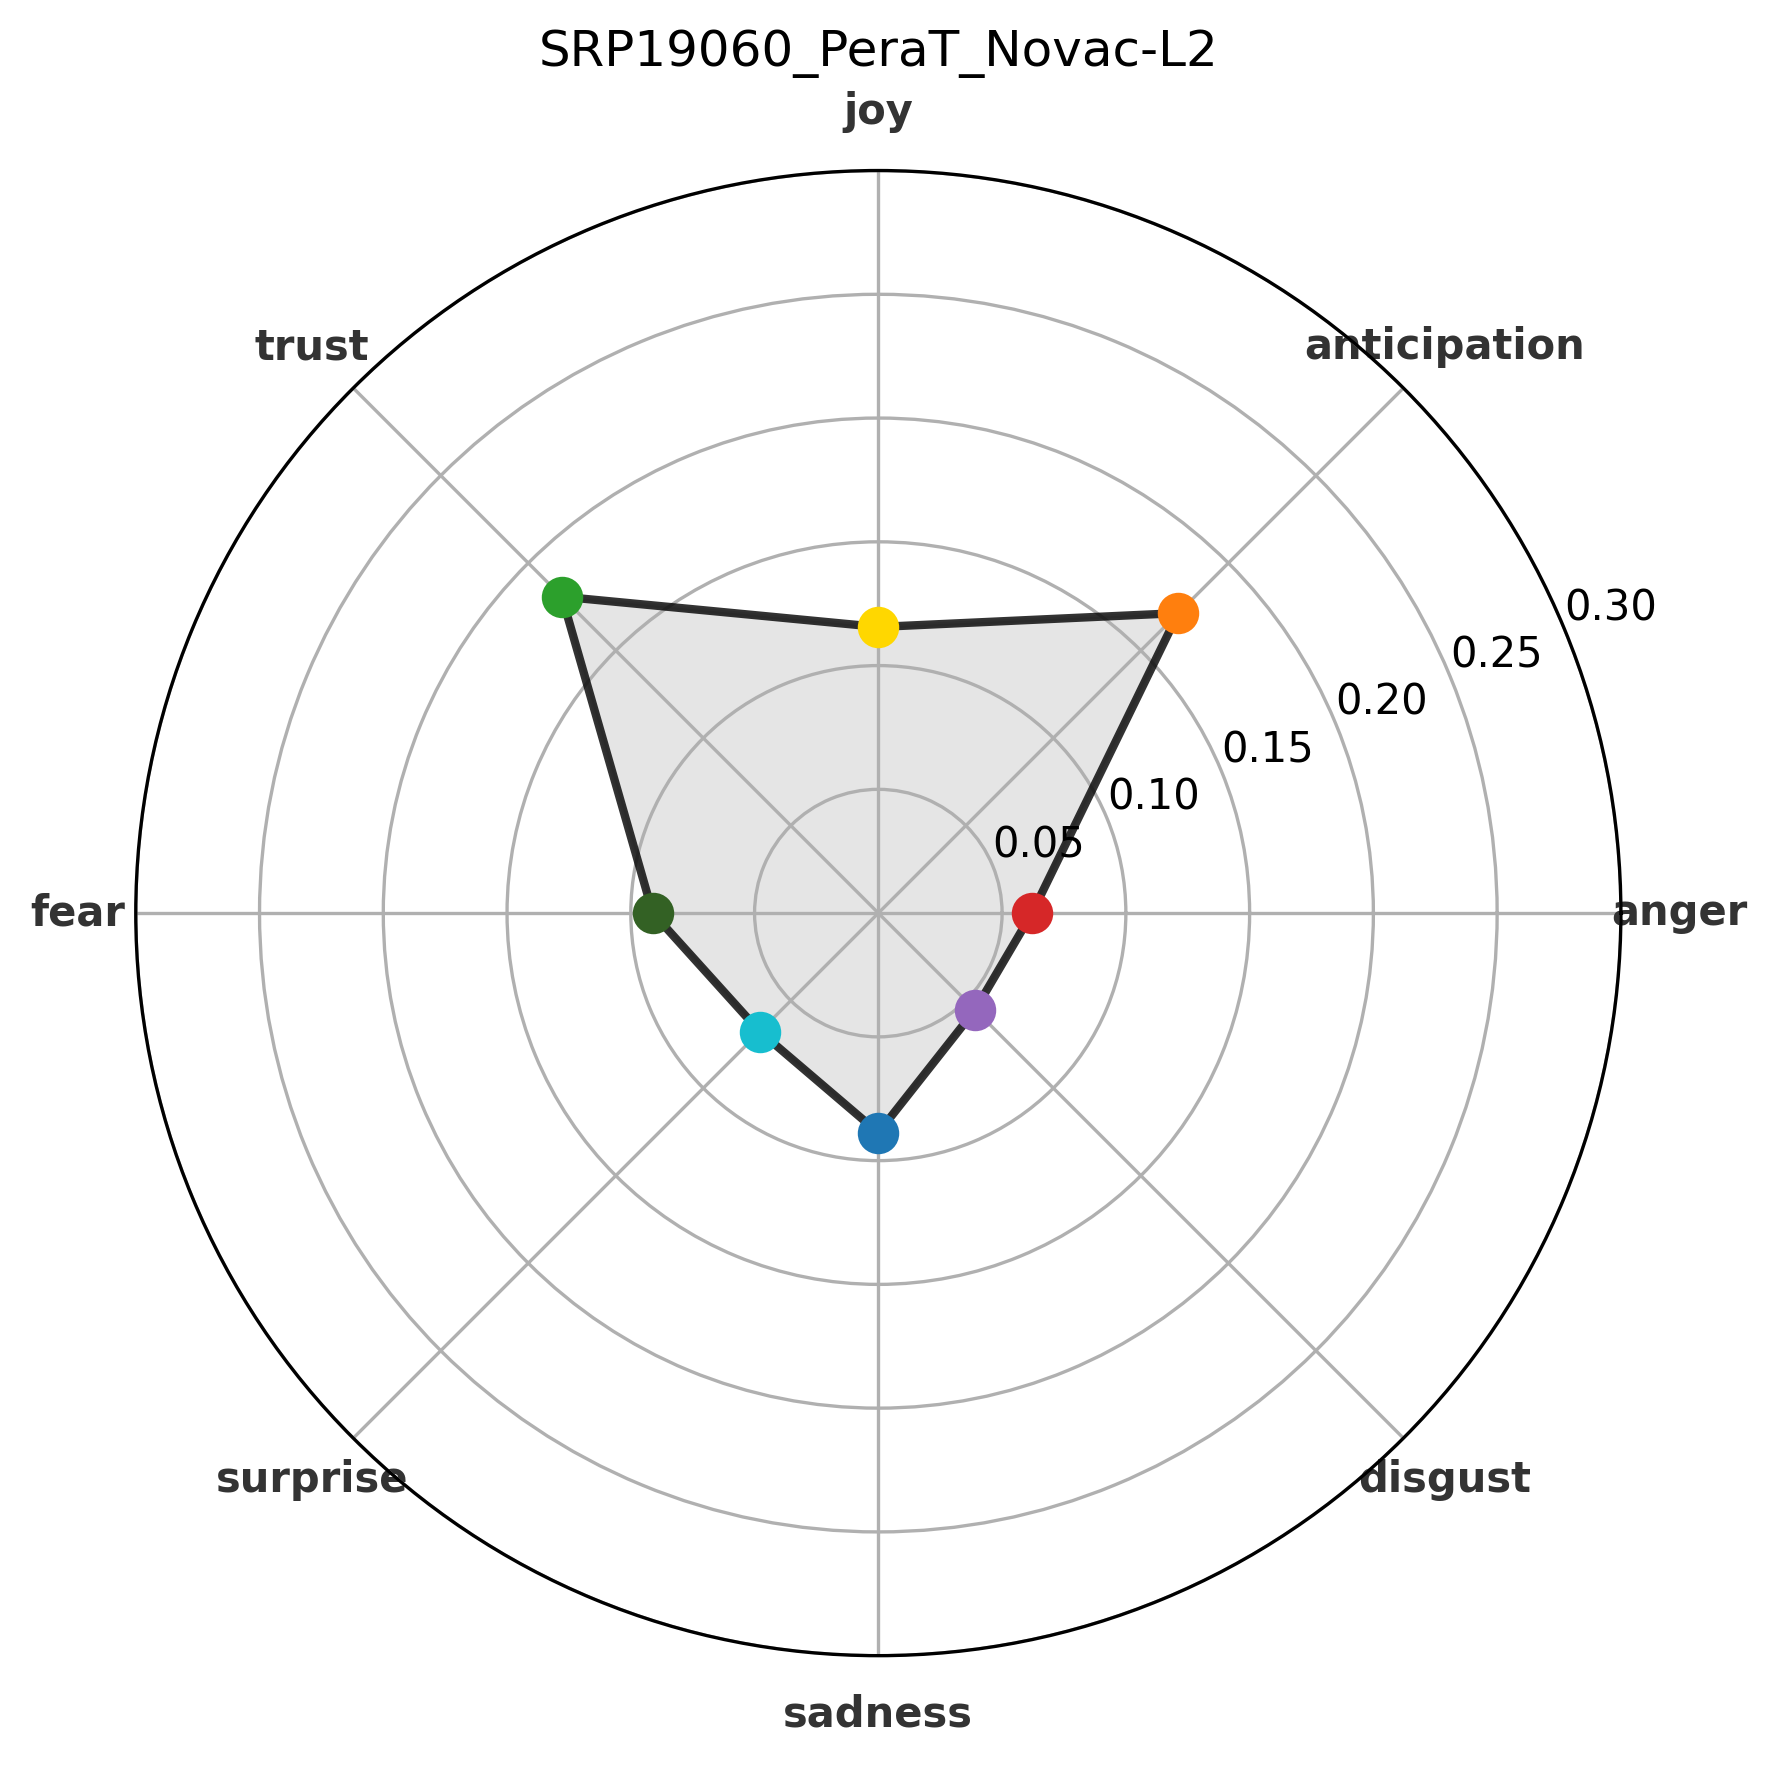 SRP19060_PeraT_Novac-L2
joy
trust
anticipation
0.30
0.25
0.20
0.15
0.10
0.05
fear
anger
surprise
disgust
sadness